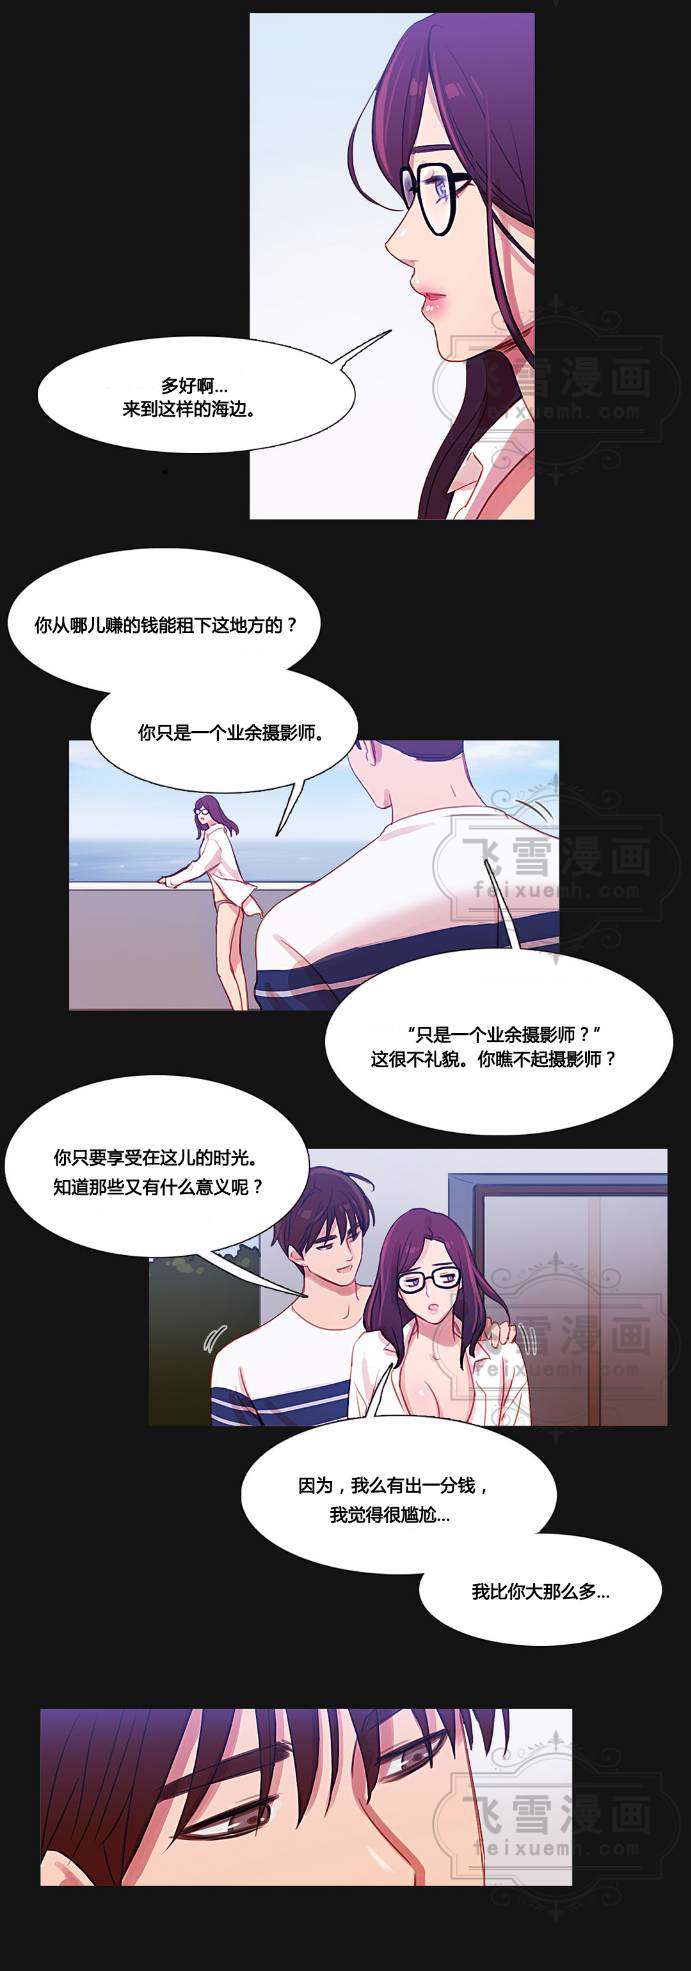 飞雪漫画
feixuemh.com
多好啊...
来到这样的海边。
你从哪儿赚的钱能租下这地方的？
你只是一个业余摄影师。
飞雪漫画
feixuemh.com
“只是一个业余摄影师？”
这很不礼貌。你瞧不起摄影师？
你只要享受在这儿的时光。
知道那些又有什么意义呢？
飞雪漫画
feixuemh.com
因为，我么有出一分钱，
我觉得很尴尬...
我比你大那么多...
飞雪漫画
feixuemh.com